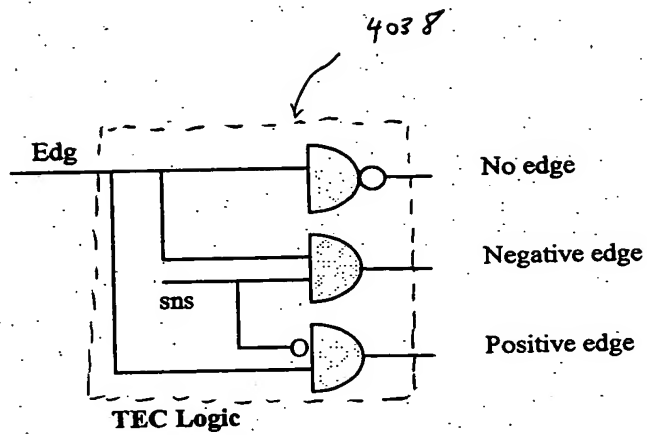 4038
Edg
No edge
Negative edge
sns
Positive edge
TEC Logic